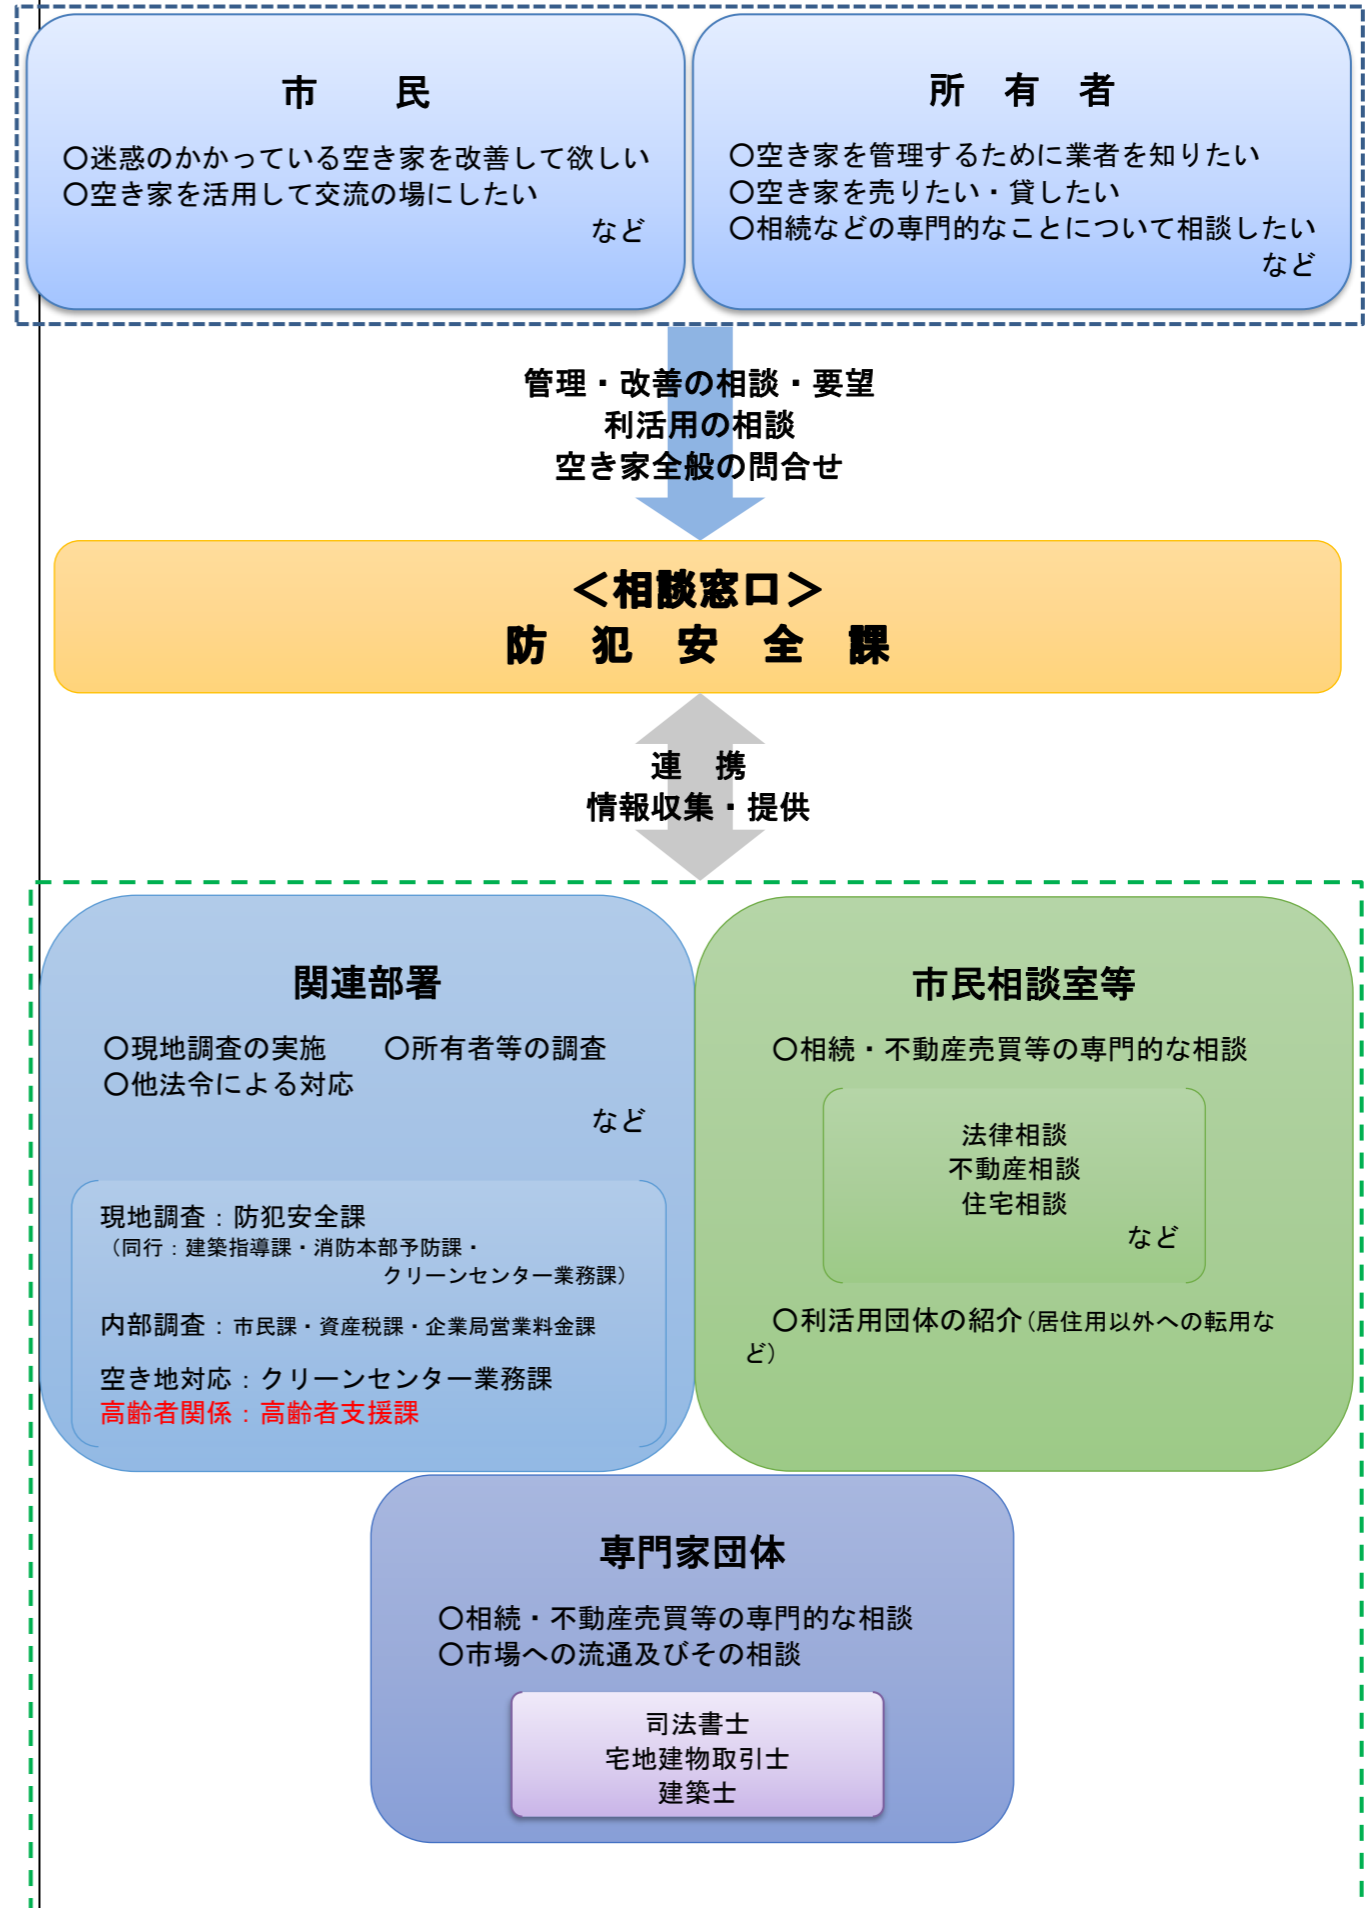 市　民
〇迷惑のかかっている空き家を改善して欲しい
〇空き家を活用して交流の場にしたい
など
所　有　者
〇空き家を管理するために業者を知りたい
〇空き家を売りたい・貸したい
〇相続などの専門的なことについて相談したい
など
管理・改善の相談・要望
利活用の相談
空き家全般の問合せ
＜相談窓口＞
防　犯　安　全　課
連　携
情報収集・提供
関連部署
〇現地調査の実施　　〇所有者等の調査
〇他法令による対応
など
現地調査：防犯安全課
（同行：建築指導課・消防本部予防課・
クリーンセンター業務課）
内部調査：市民課・資産税課・企業局営業料金課
空き地対応：クリーンセンター業務課
高齢者関係：高齢者支援課
市民相談室等
〇相続・不動産売買等の専門的な相談
法律相談
不動産相談
住宅相談
など
〇利活用団体の紹介（居住用以外への転用な
ど）
専門家団体
〇相続・不動産売買等の専門的な相談
〇市場への流通及びその相談
司法書士
宅地建物取引士
建築士